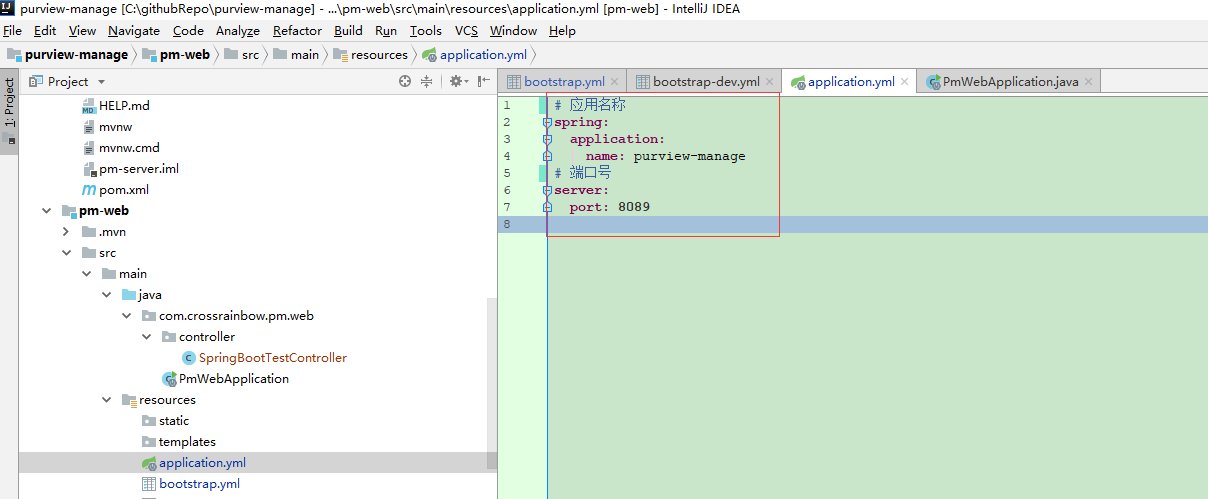 purview-manage [C:\githubRepo\purview-manage] - ...\pm-web\src\main\resources\application.yml [pm-web] - IntelliJ IDEA
File Edit View Navigate Code Analyze Refactor Build Run Tools VCS Window Help
purview-manage pm-web src main resources application.yml
1: Project
Project
bootstrap.yml bootstrap-dev.yml application.yml PmWebApplication.java
HELP.md
mvnw
mvnw.cmd
pm-server.iml
pom.xml
pm-web
.mvn
src
main
java
com.crossrainbow.pm.web
controller
SpringBootTestController
PmWebApplication
resources
static
templates
application.yml
bootstrap.yml
1 # 应用名称
2 spring:
3 application:
4 name: purview-manage
5 # 端口号
6 server:
7 port: 8089
8